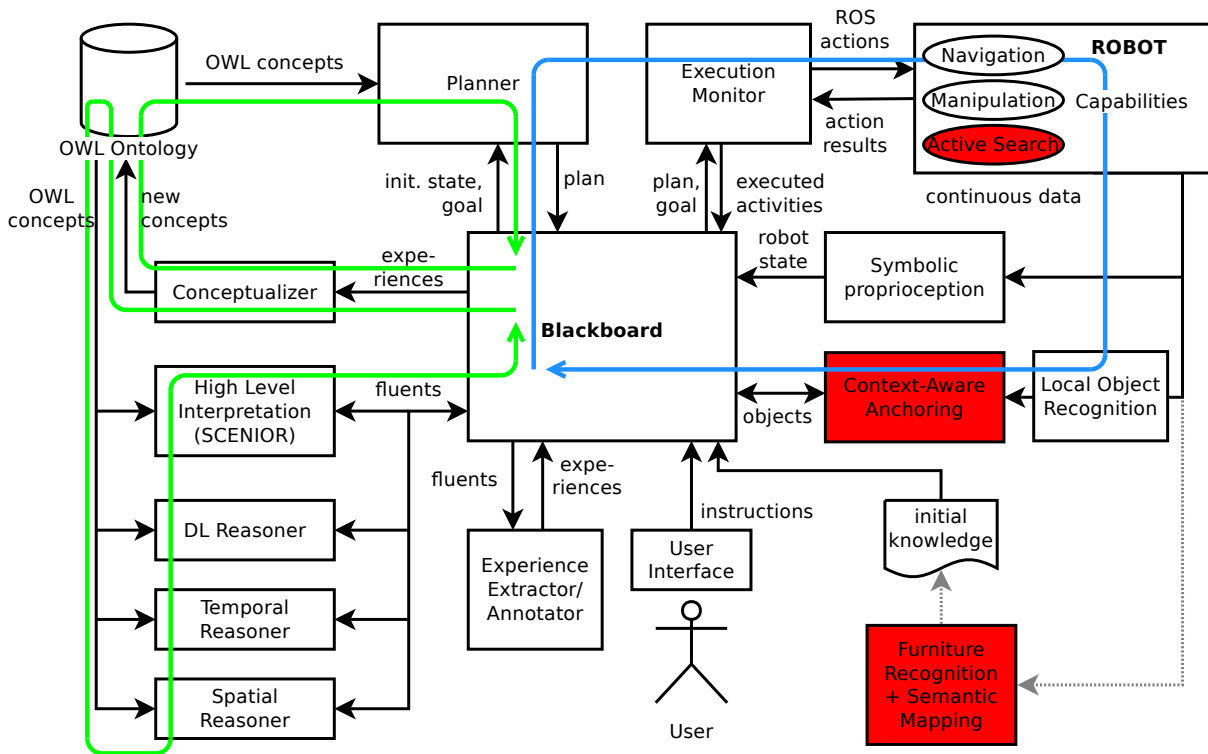 OWL Ontology
OWL concepts
Planner
Execution
Monitor
ROS
actions
action
results
ROBOT
Navigation
Manipulation
Active Search
Capabilities
OWL
concepts
new
concepts
init. state,
goal
plan
plan,
goal
executed
activities
continuous data
robot
state
Symbolic
proprioception
expe-
riences
Conceptualizer
Blackboard
High Level
Interpretation
(SCENIOR)
fluents
objects
Context-Aware
Anchoring
Local Object
Recognition
fluents
expe-
riences
instructions
initial
knowledge
DL Reasoner
Experience
Extractor/
Annotator
User
Interface
Temporal
Reasoner
Furniture
Recognition
+ Semantic
Mapping
Spatial
Reasoner
User